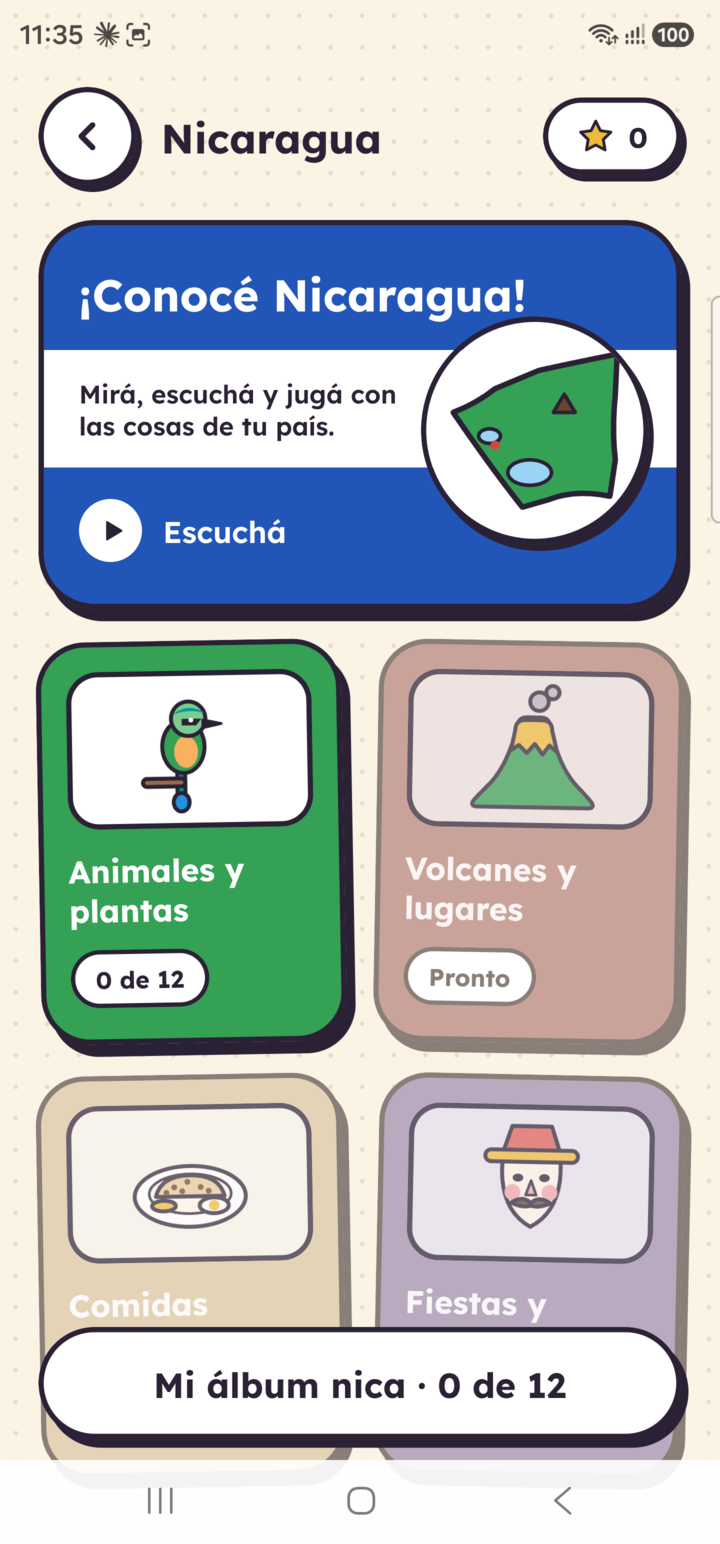 11:35
100
Nicaragua
0
¡Conocé Nicaragua!
Mirá, escuchá y jugá con
las cosas de tu país.
Escuchá
Animales y
plantas
0 de 12
Volcanes y
lugares
Pronto
Comidas
Fiestas y
Mi álbum nica · 0 de 12